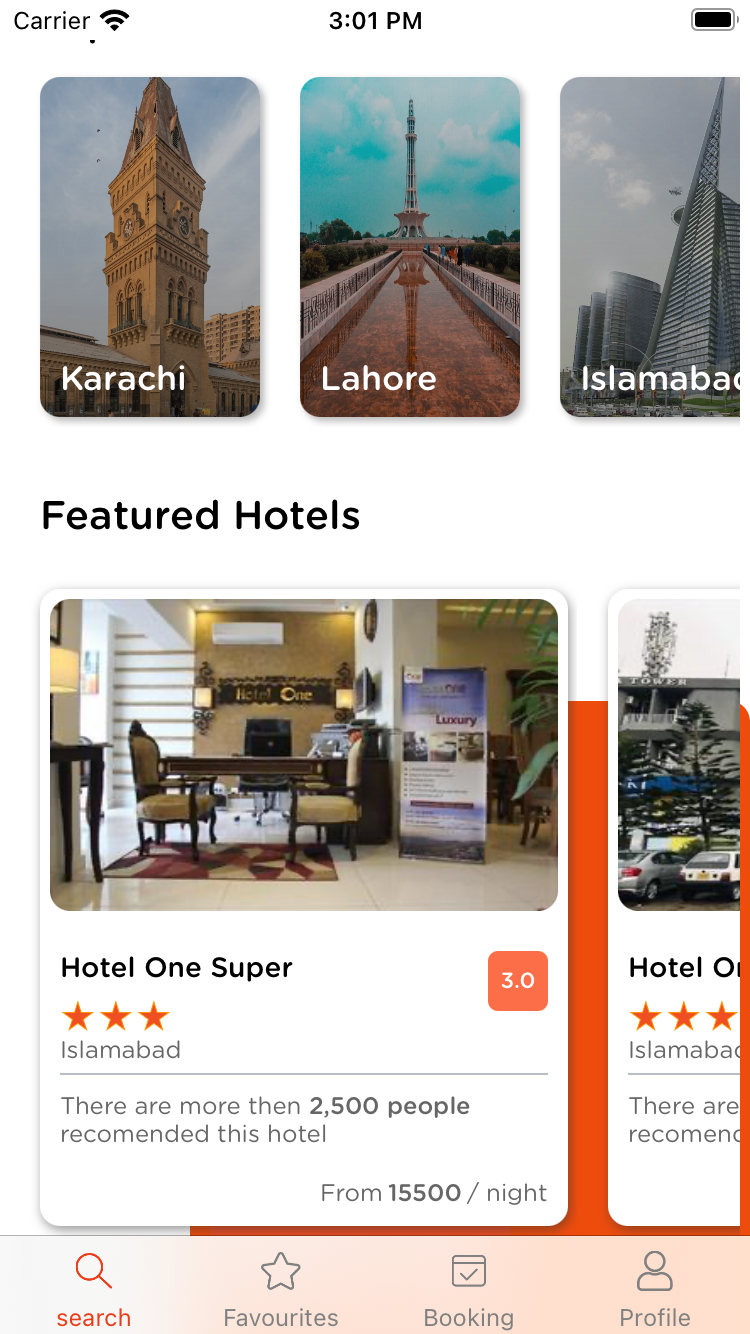 Carrier 3:01 PM
Karachi
Lahore
Islamabad
Featured Hotels
Hotel One
One
Luxury
TOWER
Hotel One Super
3.0
Islamabad
There are more then 2,500 people
recomended this hotel
From 15500 / night
Hotel O
Islamabad
There are
recomen
search
Favourites
Booking
Profile